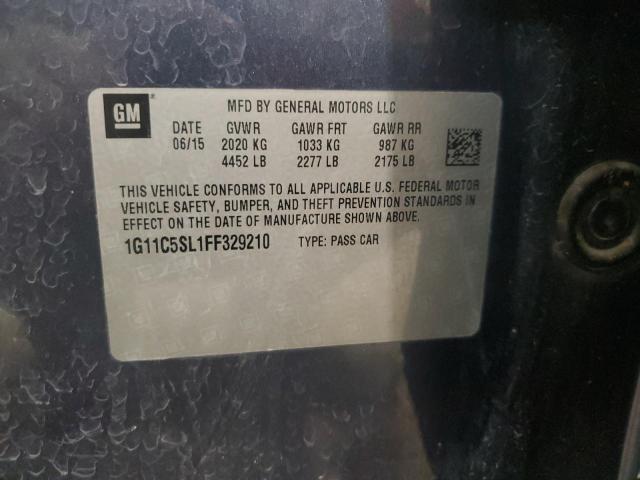 GM
MFD BY GENERAL MOTORS LLC
DATE GVWR GAWR FRT GAWR RR
06/15 2020 KG 1033 KG 987 KG
4452 LB 2277 LB 2175 LB
THIS VEHICLE CONFORMS TO ALL APPLICABLE U.S. FEDERAL MOTOR
VEHICLE SAFETY, BUMPER, AND THEFT PREVENTION STANDARDS IN
EFFECT ON THE DATE OF MANUFACTURE SHOWN ABOVE.
1G11C5SL1FF329210 TYPE: PASS CAR